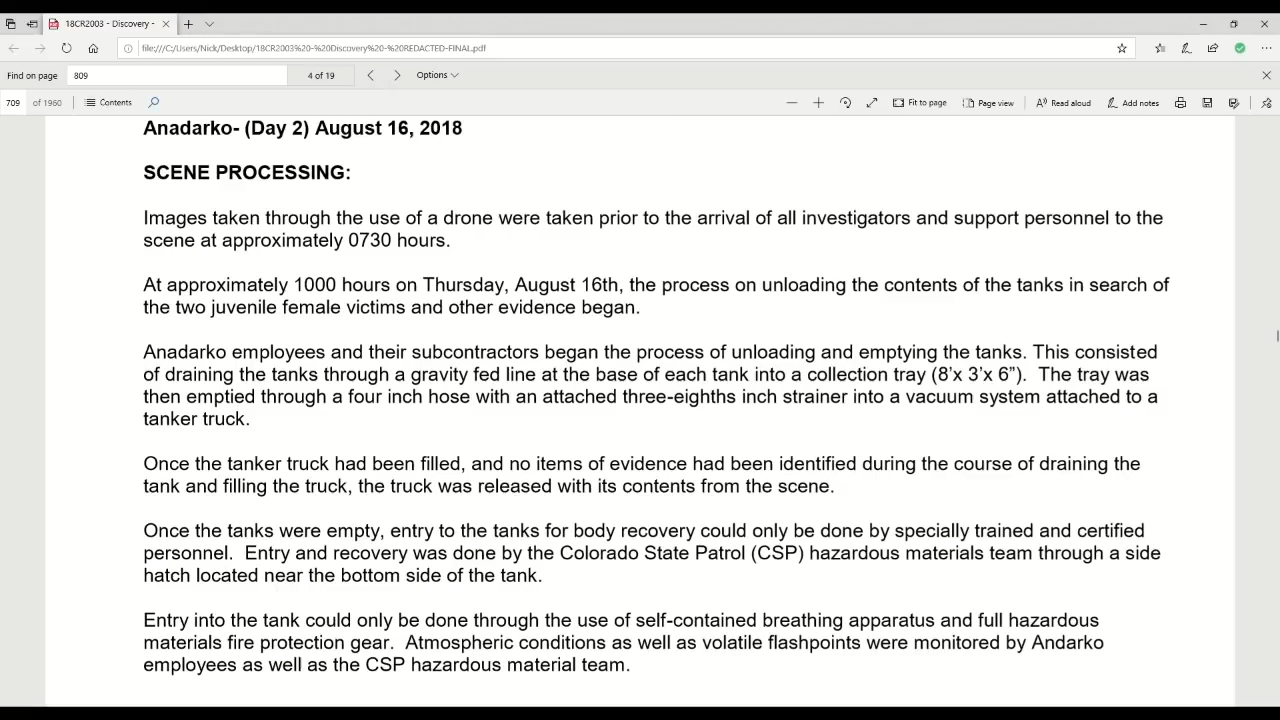 18CR2003 - Discovery -
file:///C:/Users/Nick/Desktop/18CR2003%20-%20Discovery%20-%20REDACTED-FINAL.pdf
Find on page 809 4 of 19 Options
709 of 1960 Contents Fit to page Page view Read aloud Add notes
Anadarko- (Day 2) August 16, 2018
SCENE PROCESSING:
Images taken through the use of a drone were taken prior to the arrival of all investigators and support personnel to the
scene at approximately 0730 hours.
At approximately 1000 hours on Thursday, August 16th, the process on unloading the contents of the tanks in search of
the two juvenile female victims and other evidence began.
Anadarko employees and their subcontractors began the process of unloading and emptying the tanks. This consisted
of draining the tanks through a gravity fed line at the base of each tank into a collection tray (8’x 3’x 6”).  The tray was
then emptied through a four inch hose with an attached three-eighths inch strainer into a vacuum system attached to a
tanker truck.
Once the tanker truck had been filled, and no items of evidence had been identified during the course of draining the
tank and filling the truck, the truck was released with its contents from the scene.
Once the tanks were empty, entry to the tanks for body recovery could only be done by specially trained and certified
personnel.  Entry and recovery was done by the Colorado State Patrol (CSP) hazardous materials team through a side
hatch located near the bottom side of the tank.
Entry into the tank could only be done through the use of self-contained breathing apparatus and full hazardous
materials fire protection gear.  Atmospheric conditions as well as volatile flashpoints were monitored by Andarko
employees as well as the CSP hazardous material team.